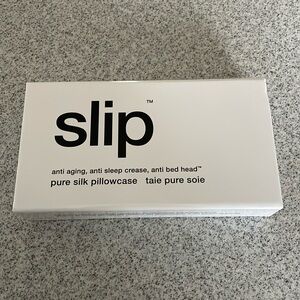 slip™
anti aging, anti sleep crease, anti bed head™
pure silk pillowcase taie pure soie